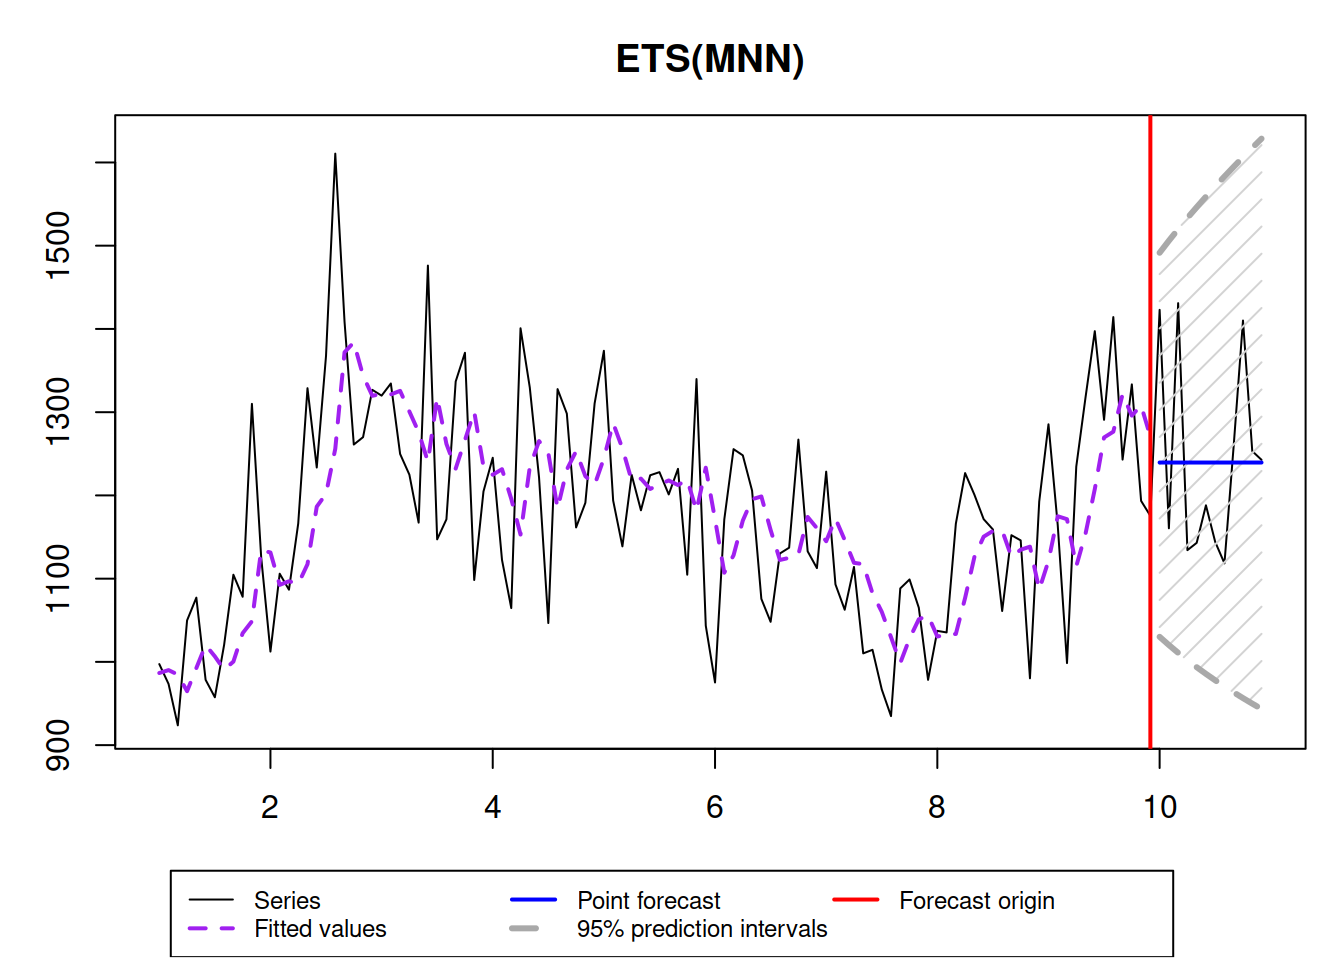 ETS(MNN)
1500
1300
1100
900
2 4 6 8 10
Series Point forecast Forecast origin
Fitted values 95% prediction intervals